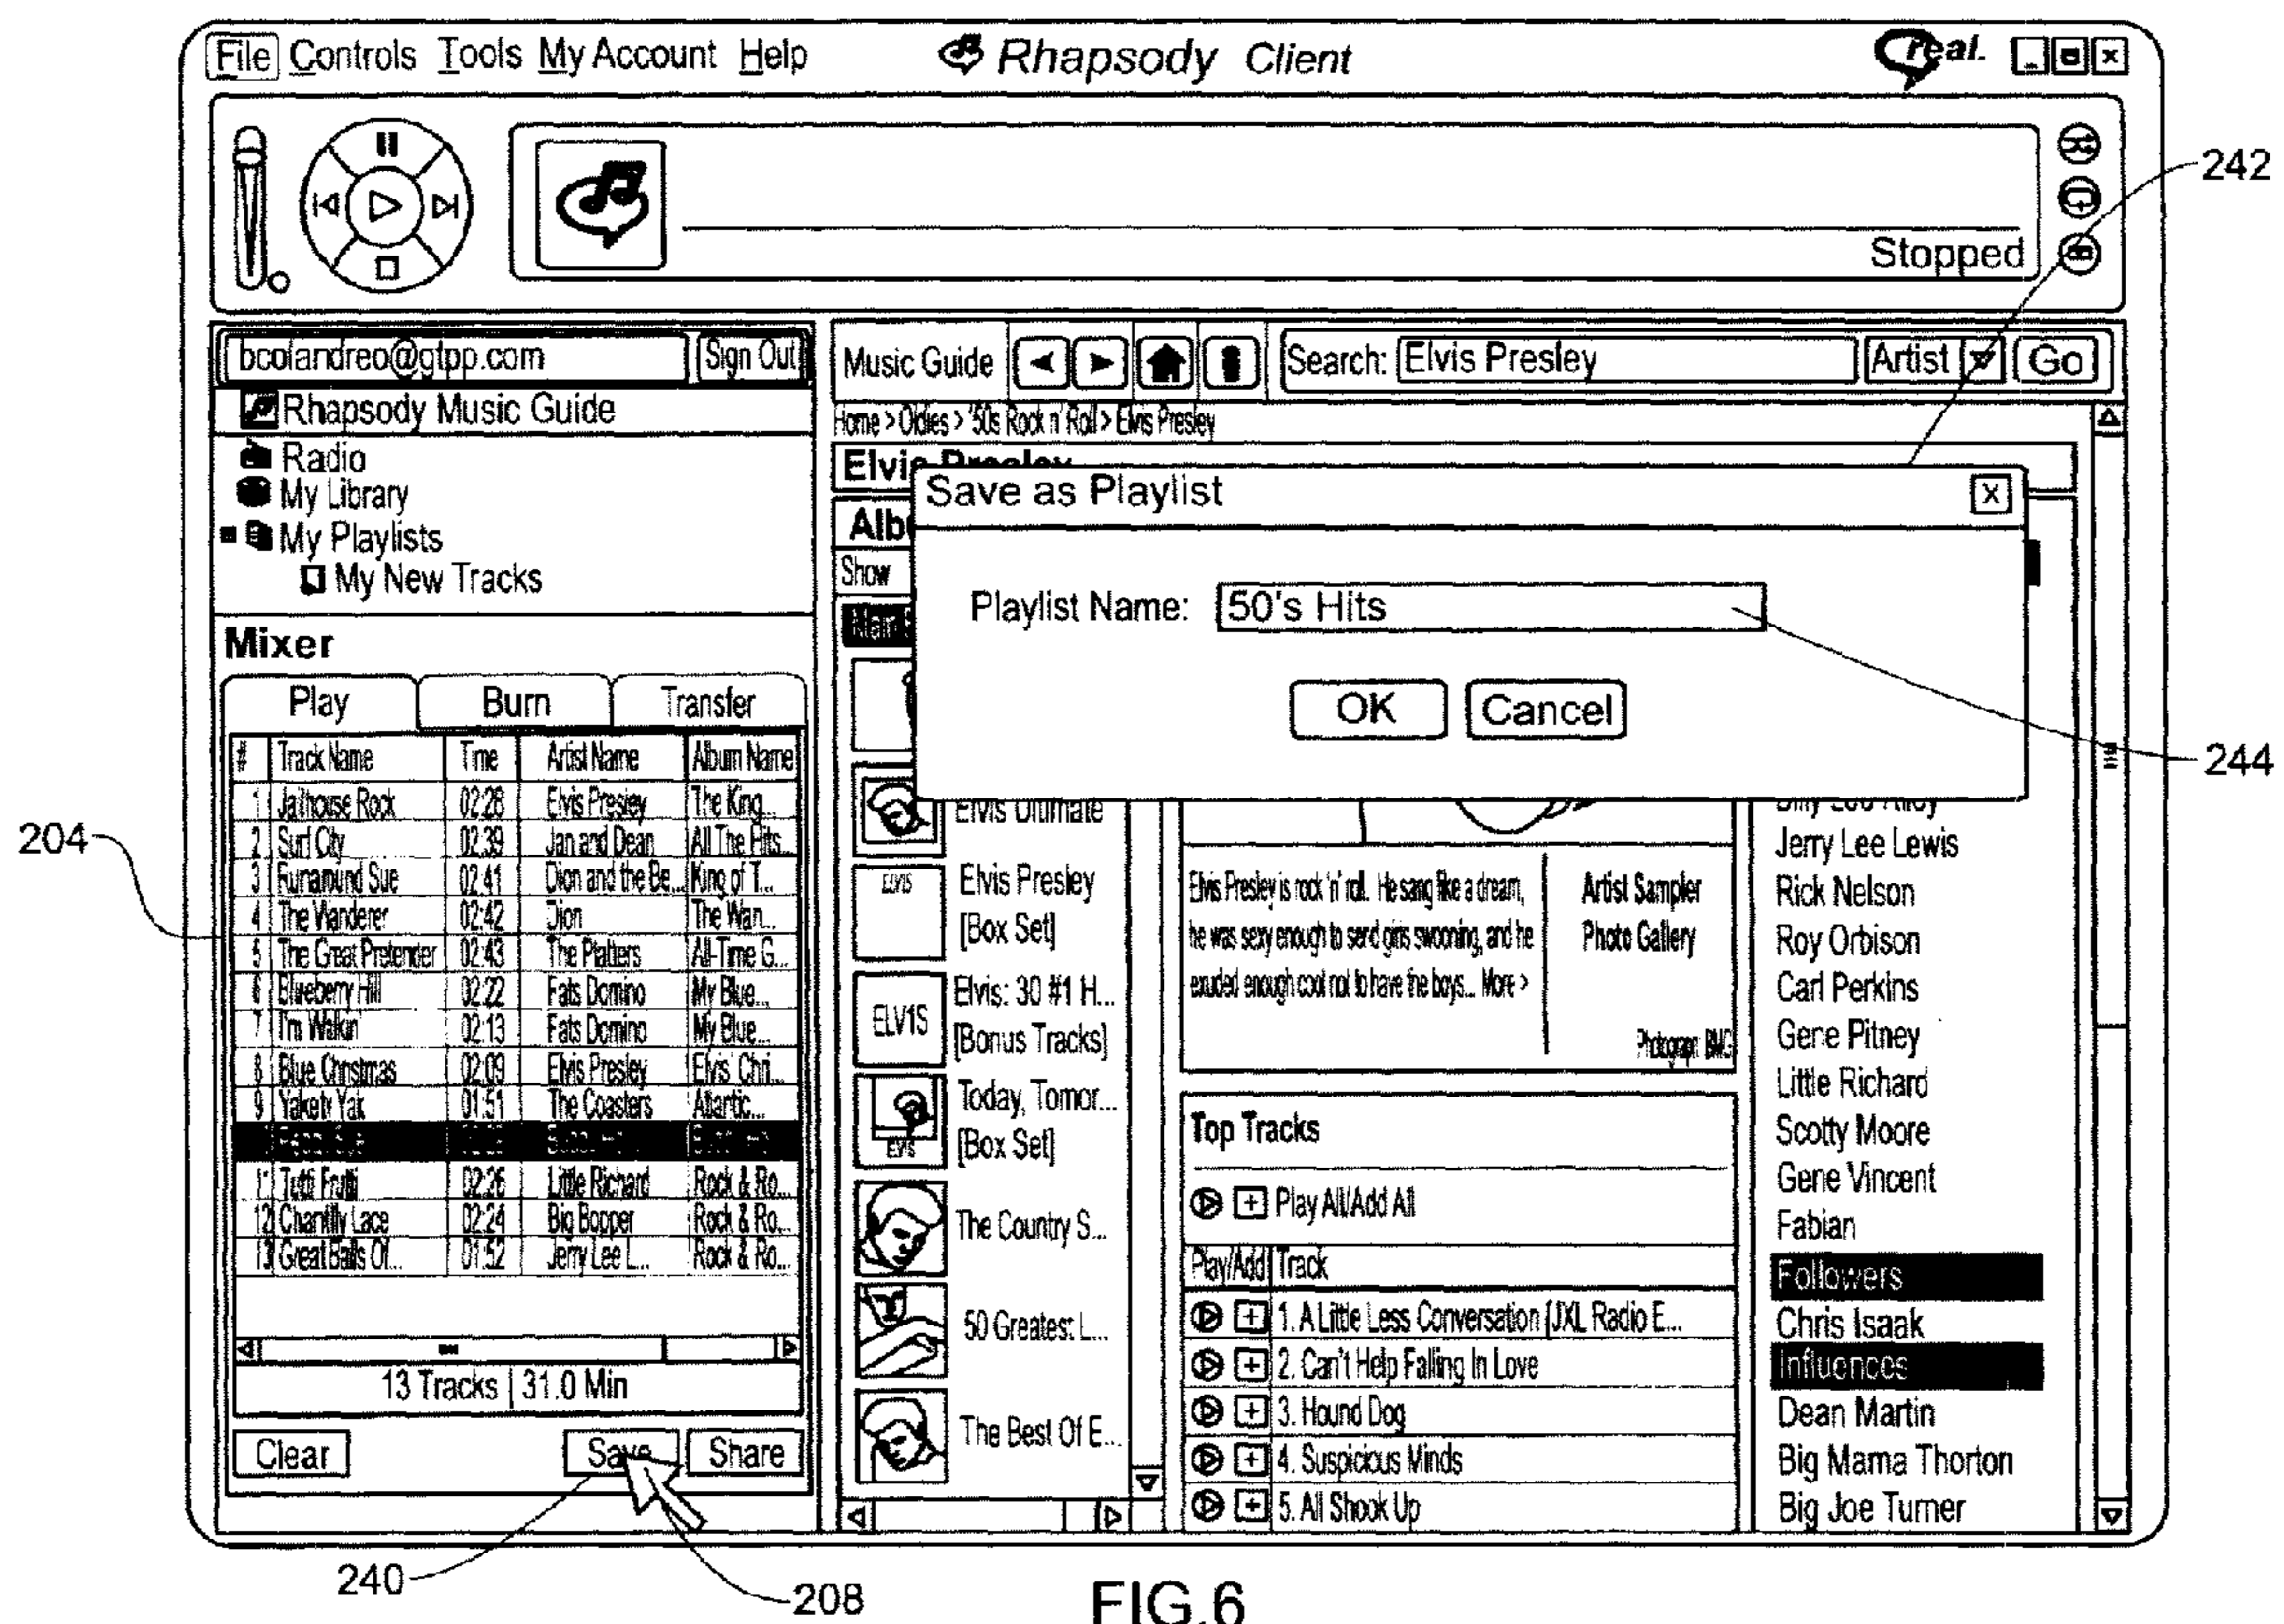 File Controls Tools My Account Help
Rhapsody Client
real.
242
Stopped
bcolandreo@gtpp.com Sign Out
Music Guide Search: Elvis Presley Artist Go
Rhapsody Music Guide
Radio
My Library
My Playlists
My New Tracks
Home > Oldies > '50s Rock n' Roll > Elvis Presley
Elvis Presley
Save as Playlist
Show
Playlist Name: 50's Hits
OK Cancel
244
Mixer
Play Burn Transfer
# Track Name Time Artist Name Album Name
1 Jailhouse Rock 02:28 Elvis Presley The King...
2 Surf City 02:39 Jan and Dean All The Hits...
3 Runaround Sue 02:41 Dion and the Be... King of T...
4 The Wanderer 02:42 Dion The Wan...
5 The Great Pretender 02:43 The Platters All-Time G...
6 Blueberry Hill 02:22 Fats Domino My Blue...
7 I'm Walkin' 02:13 Fats Domino My Blue...
8 Blue Christmas 02:09 Elvis Presley Elvis' Chri...
9 Yakety Yak 01:51 The Coasters Atlantic...
11 Tutti Frutti 02:26 Little Richard Rock & Ro...
12 Chantilly Lace 02:24 Big Bopper Rock & Ro...
13 Great Balls Of... 01:52 Jerry Lee L... Rock & Ro...
13 Tracks 31.0 Min
Clear Save Share
204
240
208
Elvis Ultimate
ELVIS
Elvis Presley
[Box Set]
ELV1S
Elvis: 30 #1 H...
[Bonus Tracks]
Today, Tomor...
[Box Set]
ELVIS
The Country S...
50 Greatest L...
The Best Of E...
Elvis Presley is rock 'n' roll. He sang like a dream,
he was sexy enough to send girls swooning, and he
exuded enough cool not to have the boys... More >
Artist Sampler
Photo Gallery
Photograph BMG
Top Tracks
Play All/Add All
Play/Add Track
1. A Little Less Conversation [JXL Radio E...
2. Can't Help Falling In Love
3. Hound Dog
4. Suspicious Minds
5. All Shook Up
Jerry Lee Lewis
Rick Nelson
Roy Orbison
Carl Perkins
Gene Pitney
Little Richard
Scotty Moore
Gene Vincent
Fabian
Followers
Chris Isaak
Influences
Dean Martin
Big Mama Thorton
Big Joe Turner
FIG.6